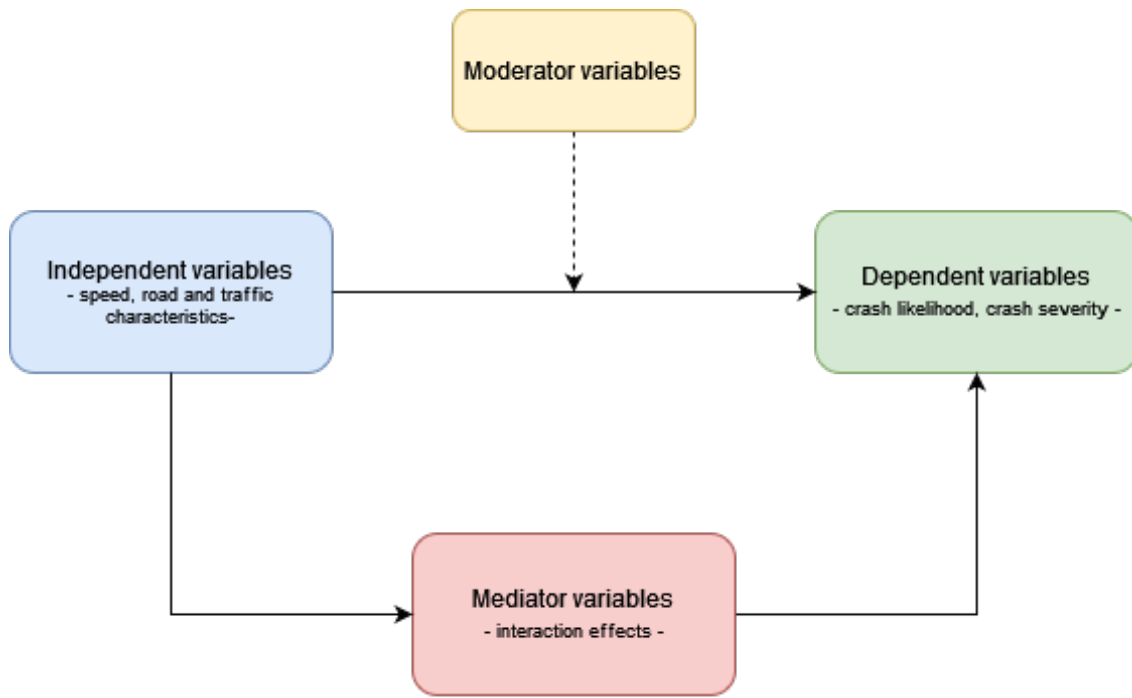 Moderator variables
Independent variables
- speed, road and traffic
characteristics-
Dependent variables
- crash likelihood, crash severity -
Mediator variables
- interaction effects -